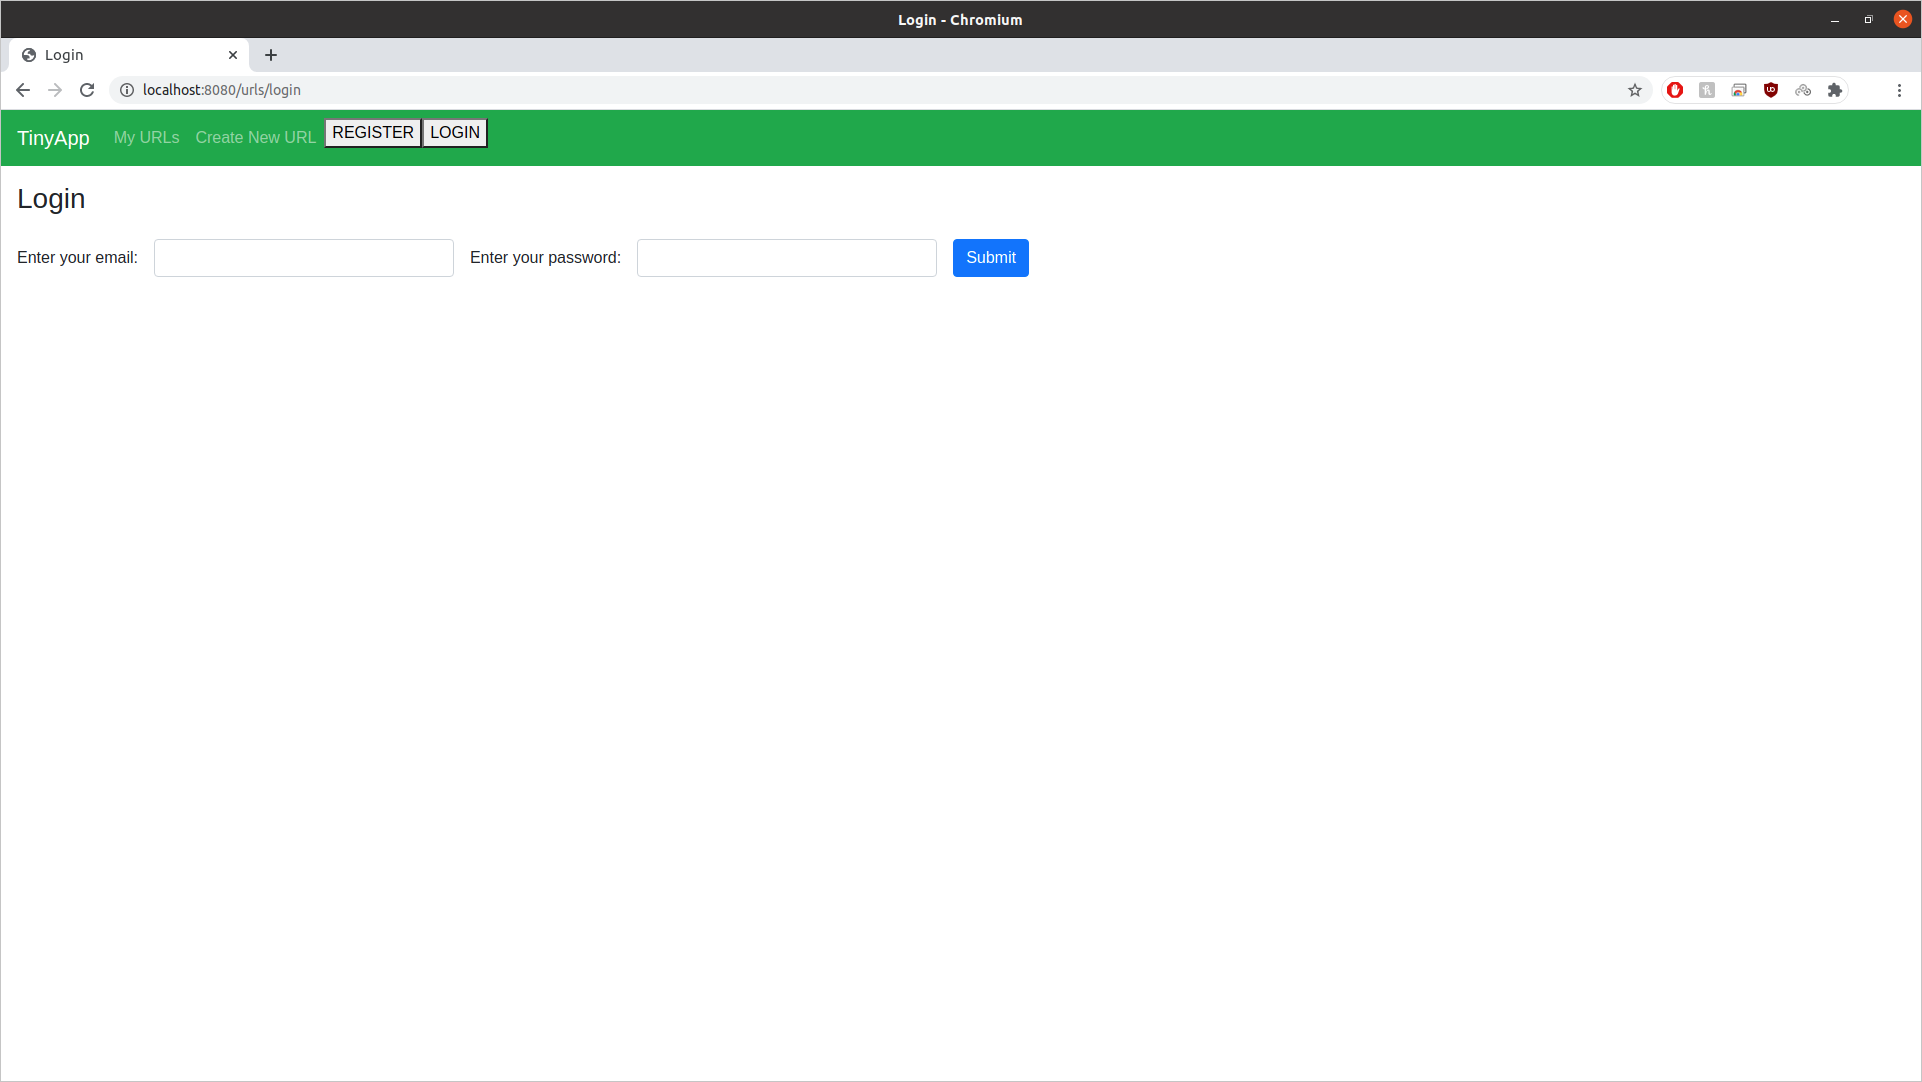 Login - Chromium
Login
localhost:8080/urls/login
TinyApp My URLs Create New URL REGISTER LOGIN
Login
Enter your email: Enter your password: Submit